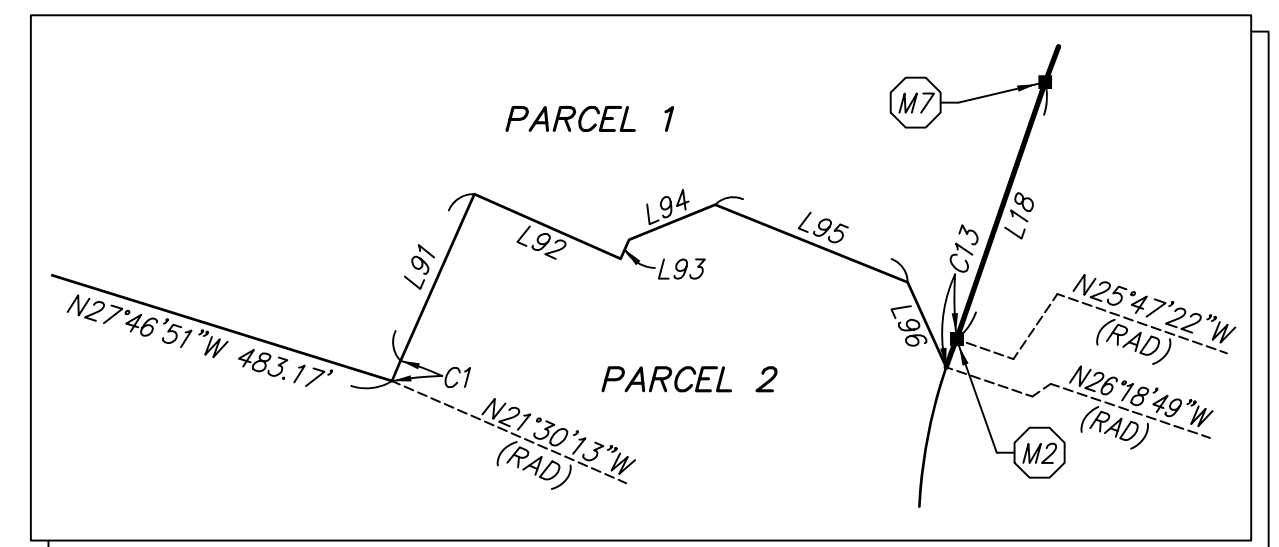 PARCEL 1
M7
L94
L95
L92
L91
L93
C13
L18
N27°46'51"W 483.17'
C1
PARCEL 2
L96
N25°47'22"W
(RAD)
N26°18'49"W
(RAD)
N21°30'13"W
(RAD)
M2